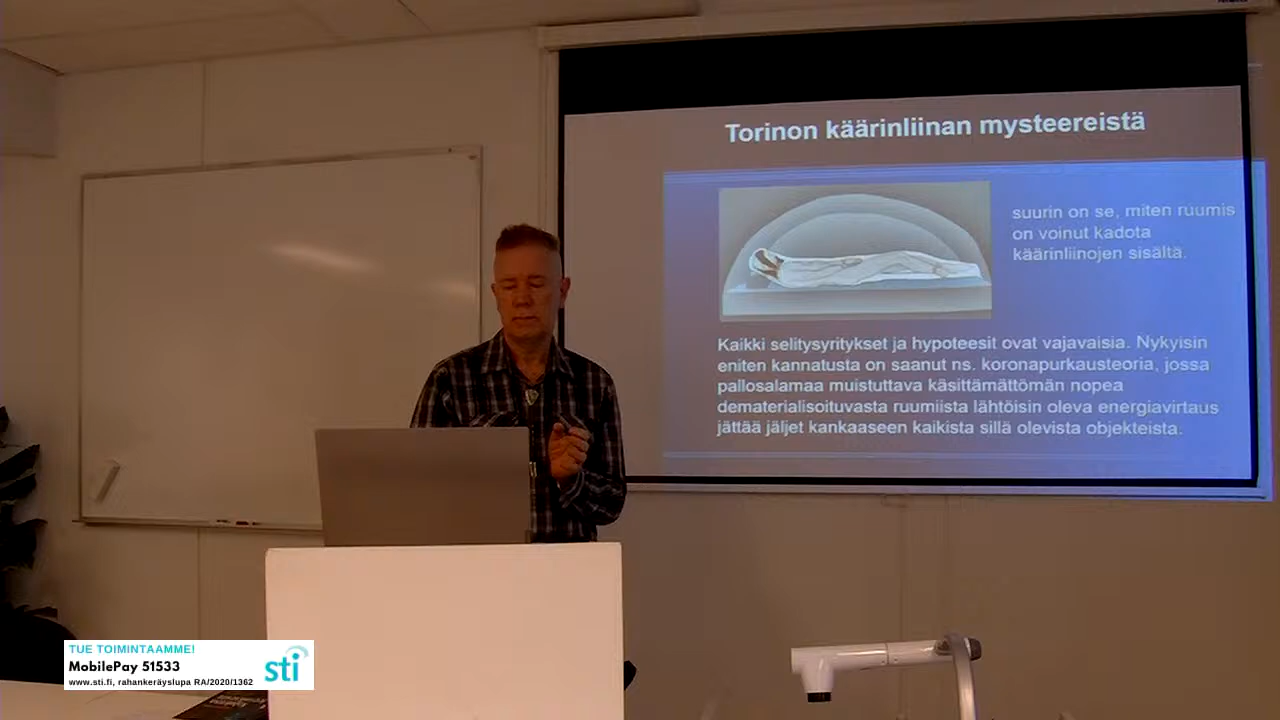 Torinon käärinliinan mysteereistä
suurin on se, miten ruumis
on voinut kadota
käärinliinojen sisältä.
Kaikki selitysyritykset ja hypoteesit ovat vajavaisia. Nykyisin
eniten kannatusta on saanut ns. koronapurkausteoria, jossa
pallosalamaa muistuttava käsittämättömän nopea
dematerialisoituvasta ruumiista lähtöisin oleva energiavirtaus
jättää jäljet kankaaseen kaikista sillä olevista objekteista.
TUE TOIMINTAAMME!
MobilePay 51533
www.sti.fi, rahankeräyslupa RA/2020/1362
sti